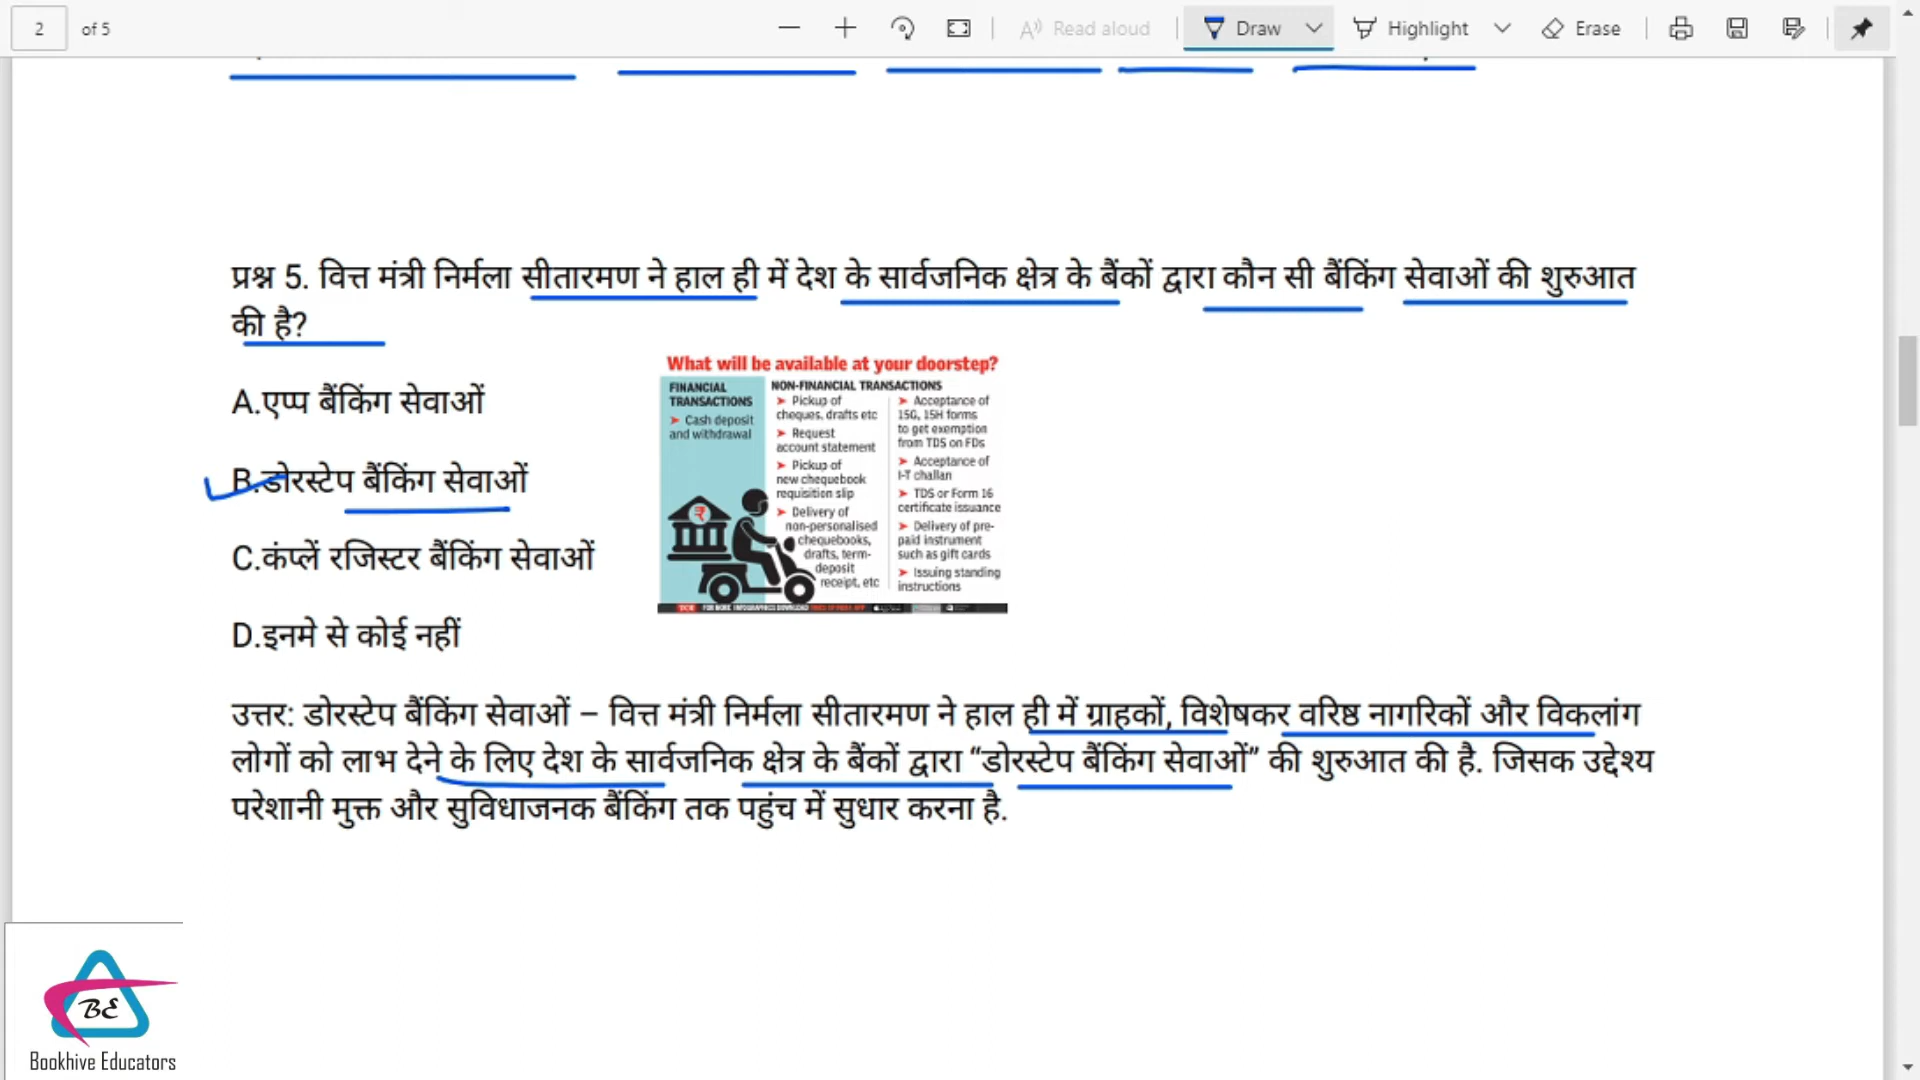 2 of 5
Read aloud
Draw
Highlight
Erase
प्रश्न 5. वित्त मंत्री निर्मला सीतारमण ने हाल ही में देश के सार्वजनिक क्षेत्र के बैंकों द्वारा कौन सी बैंकिंग सेवाओं की शुरुआत
की है?
A.एप्प बैंकिंग सेवाओं
B.डोरस्टेप बैंकिंग सेवाओं
C.कंप्लें रजिस्टर बैंकिंग सेवाओं
D.इनमे से कोई नहीं
What will be available at your doorstep?
FINANCIAL
TRANSACTIONS
Cash deposit
and withdrawal
NON-FINANCIAL TRANSACTIONS
Pickup of
cheques, drafts etc
Request
account statement
Pickup of
new chequebook
requisition slip
Delivery of
non-personalised
chequebooks,
drafts, term-
deposit
receipt, etc
Acceptance of
15G, 15H forms
to get exemption
from TDS on FDs
Acceptance of
I-T challan
TDS or Form 16
certificate issuance
Delivery of pre-
paid instrument
such as gift cards
Issuing standing
instructions
FOR MORE INFOGRAPHICS DOWNLOAD
उत्तर: डोरस्टेप बैंकिंग सेवाओं – वित्त मंत्री निर्मला सीतारमण ने हाल ही में ग्राहकों, विशेषकर वरिष्ठ नागरिकों और विकलांग
लोगों को लाभ देने के लिए देश के सार्वजनिक क्षेत्र के बैंकों द्वारा “डोरस्टेप बैंकिंग सेवाओं” की शुरुआत की है. जिसक उद्देश्य
परेशानी मुक्त और सुविधाजनक बैंकिंग तक पहुंच में सुधार करना है.
BE
Bookhive Educators